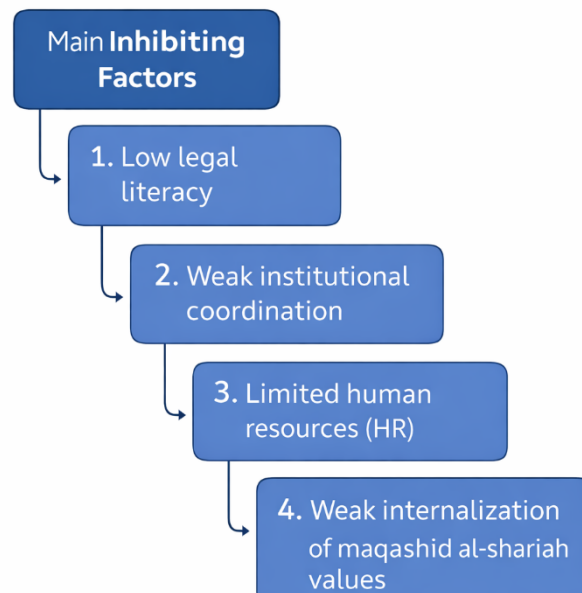 Main Inhibiting
Factors
1. Low legal
literacy
2. Weak institutional
coordination
3. Limited human
resources (HR)
4. Weak internalization
of maqashid al-shariah
values